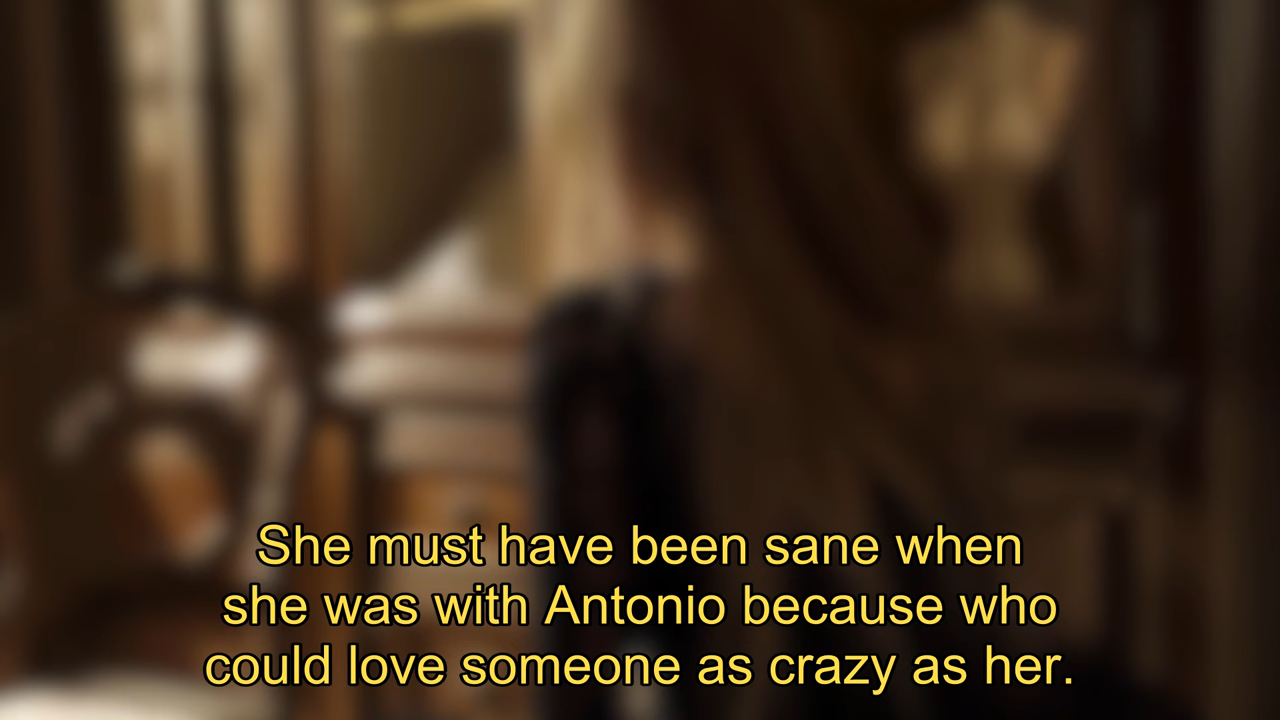 She must have been sane when
she was with Antonio because who
could love someone as crazy as her.